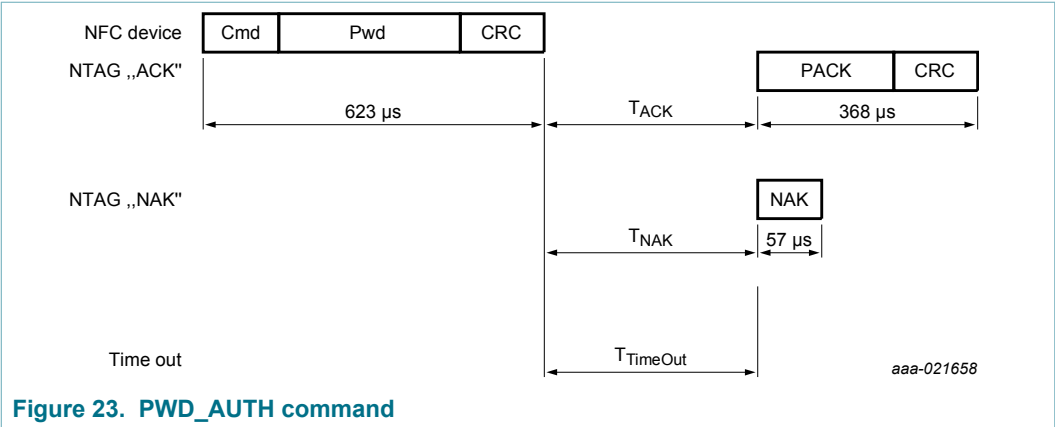 NFC device Cmd Pwd CRC
NTAG ,,ACK" PACK CRC
623 µs TACK 368 µs
NTAG ,,NAK" NAK
TNAK 57 µs
Time out TTimeOut aaa-021658
Figure 23. PWD_AUTH command